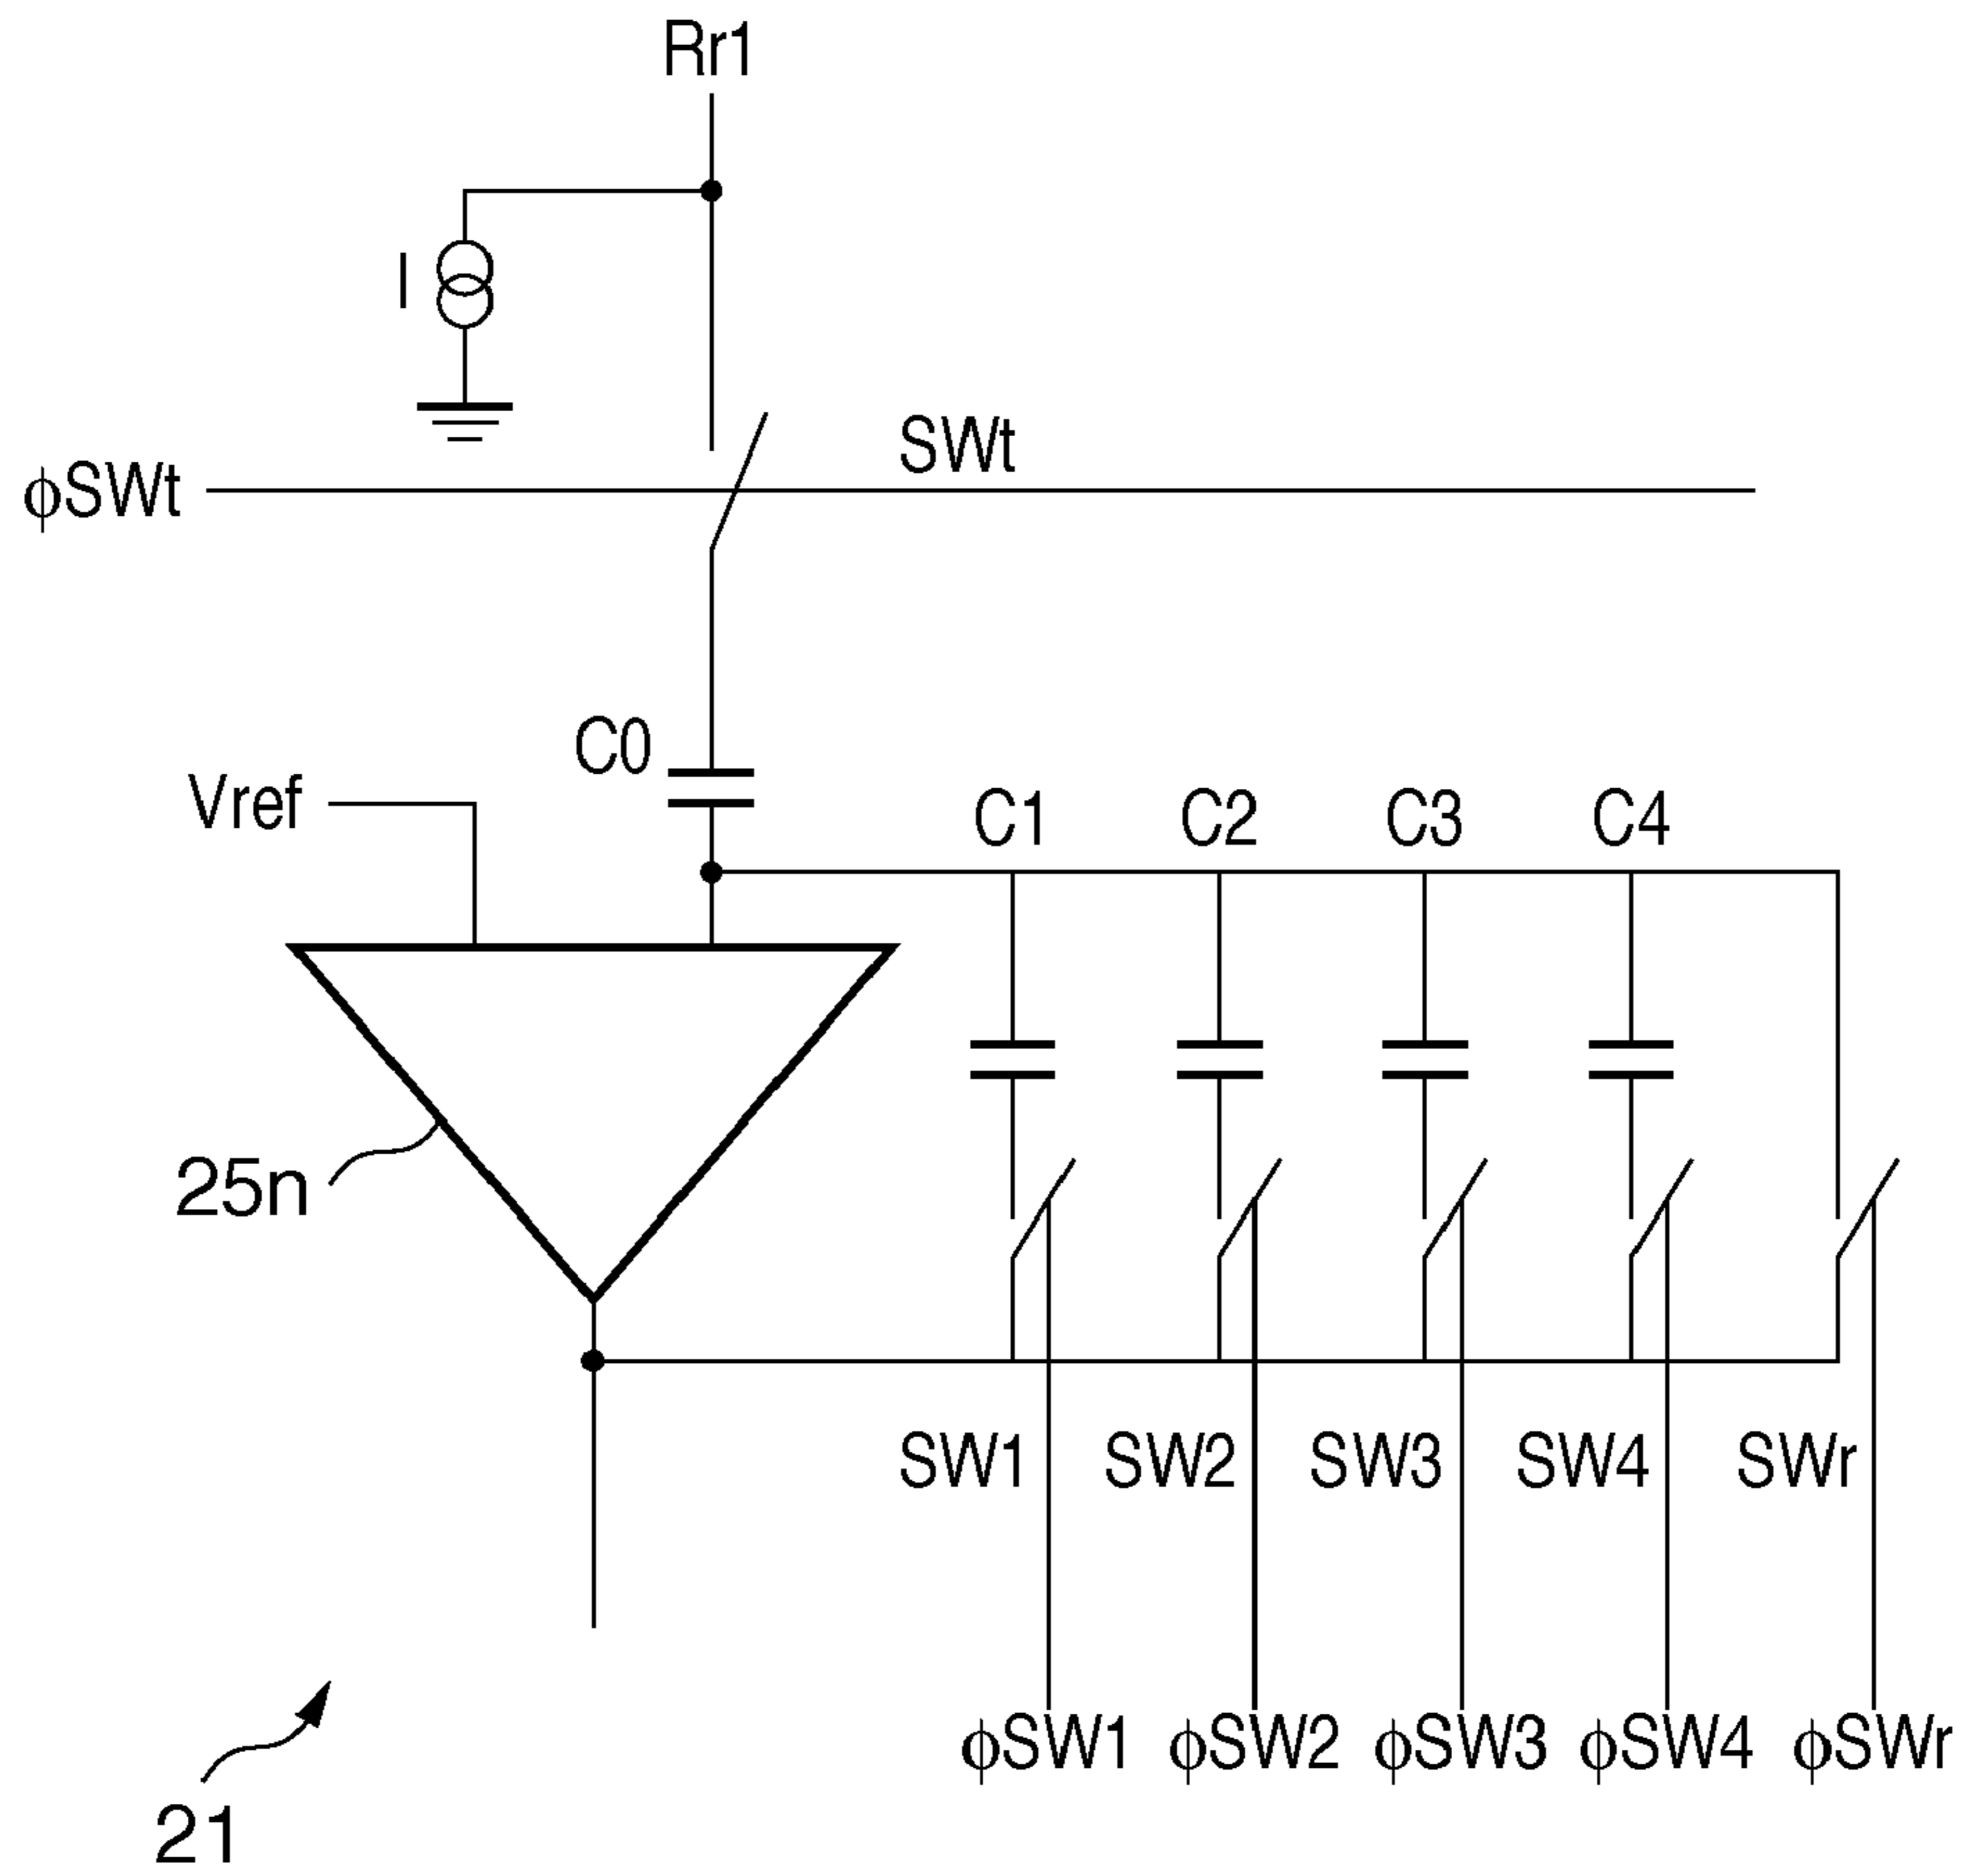 Rr1
I
SWt
φSWt
C0
Vref
C1 C2 C3 C4
25n
SW1 SW2 SW3 SW4 SWr
φSW1 φSW2 φSW3 φSW4 φSWr
21